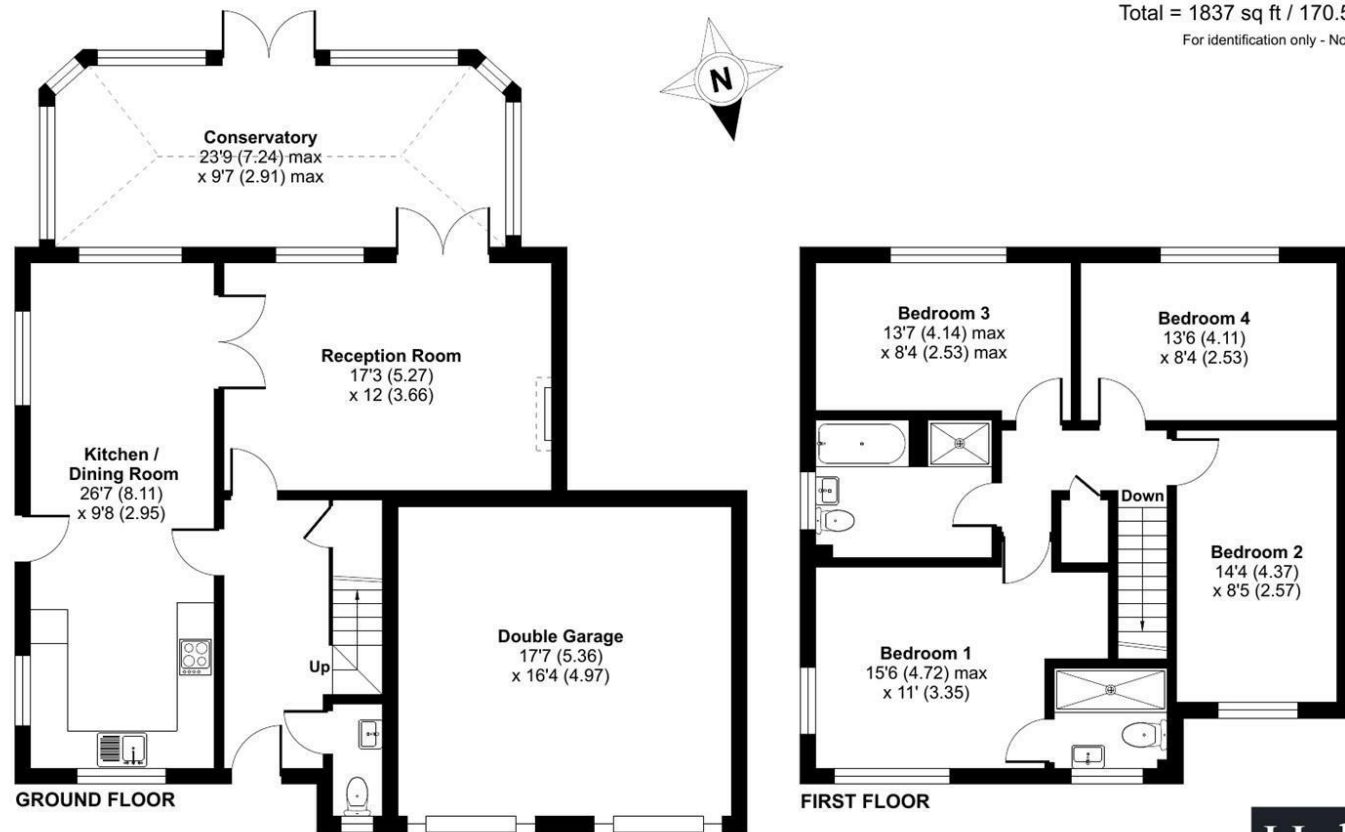 Total = 1837 sq ft / 170.5
For identification only - No
N
Conservatory
23'9 (7.24) max
x 9'7 (2.91) max
Reception Room
17'3 (5.27)
x 12 (3.66)
Kitchen /
Dining Room
26'7 (8.11)
x 9'8 (2.95)
Up
Double Garage
17'7 (5.36)
x 16'4 (4.97)
GROUND FLOOR
Bedroom 3
13'7 (4.14) max
x 8'4 (2.53) max
Bedroom 4
13'6 (4.11)
x 8'4 (2.53)
Down
Bedroom 2
14'4 (4.37)
x 8'5 (2.57)
Bedroom 1
15'6 (4.72) max
x 11' (3.35)
FIRST FLOOR